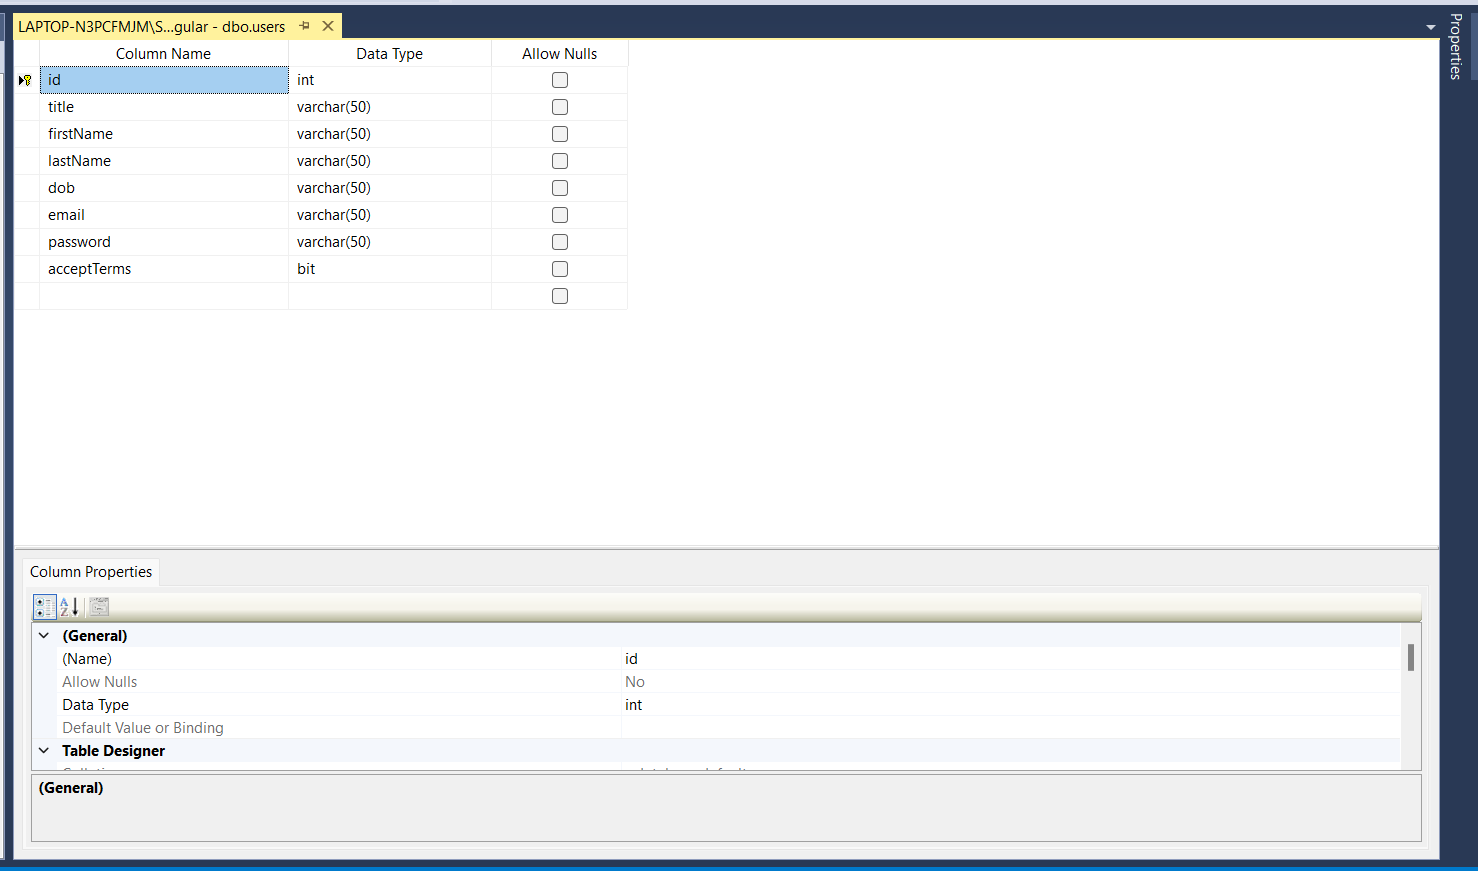 LAPTOP-N3PCFMJM\S...gular - dbo.users
Properties
Column Name Data Type Allow Nulls
id int
title varchar(50)
firstName varchar(50)
lastName varchar(50)
dob varchar(50)
email varchar(50)
password varchar(50)
acceptTerms bit
Column Properties
(General)
(Name) id
Allow Nulls No
Data Type int
Default Value or Binding
Table Designer
(General)